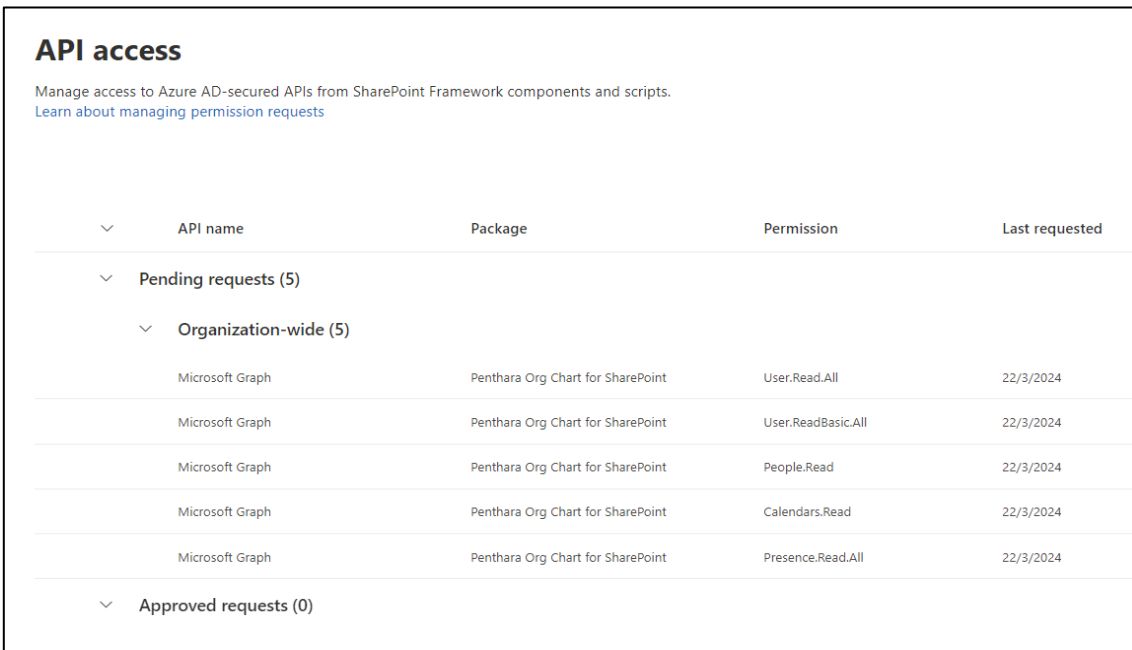 API access
Manage access to Azure AD-secured APIs from SharePoint Framework components and scripts.
Learn about managing permission requests
API name Package Permission Last requested
Pending requests (5)
Organization-wide (5)
Microsoft Graph Penthara Org Chart for SharePoint User.Read.All 22/3/2024
Microsoft Graph Penthara Org Chart for SharePoint User.ReadBasic.All 22/3/2024
Microsoft Graph Penthara Org Chart for SharePoint People.Read 22/3/2024
Microsoft Graph Penthara Org Chart for SharePoint Calendars.Read 22/3/2024
Microsoft Graph Penthara Org Chart for SharePoint Presence.Read.All 22/3/2024
Approved requests (0)